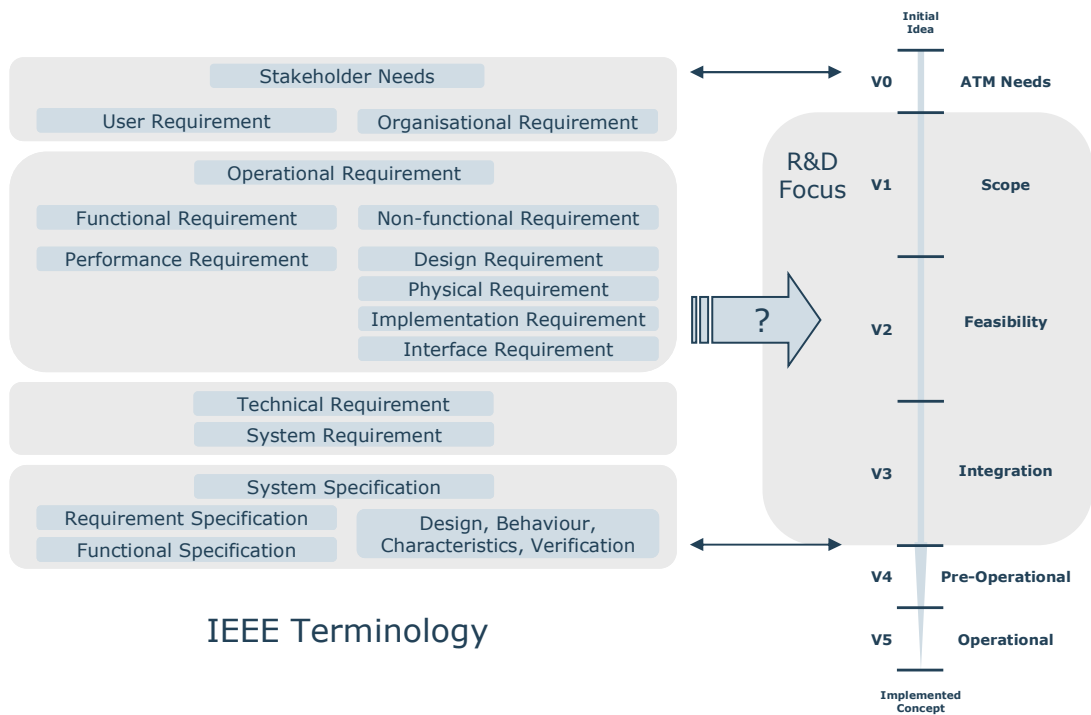 Stakeholder Needs
User Requirement
Organisational Requirement
Operational Requirement
Functional Requirement
Non-functional Requirement
Performance Requirement
Design Requirement
Physical Requirement
Implementation Requirement
Interface Requirement
Technical Requirement
System Requirement
System Specification
Requirement Specification
Functional Specification
Design, Behaviour,
Characteristics, Verification
IEEE Terminology
?
Initial
Idea
V0
ATM Needs
R&D
Focus
V1
Scope
V2
Feasibility
V3
Integration
V4
Pre-Operational
V5
Operational
Implemented
Concept